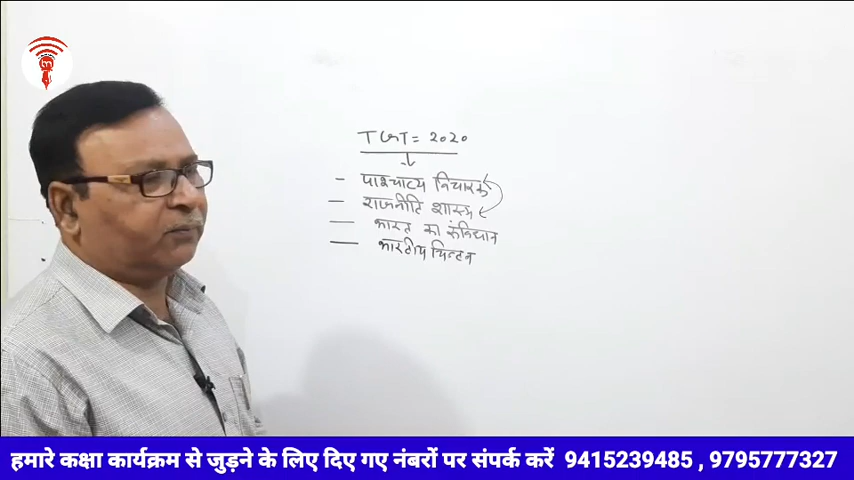 TGT = 2020
– पाश्चात्य विचारक
– राजनीति शास्त्र
– भारत का संविधान
– भारतीय चिन्तन
हमारे कक्षा कार्यक्रम से जुड़ने के लिए दिए गए नंबरों पर संपर्क करें 9415239485 , 9795777327